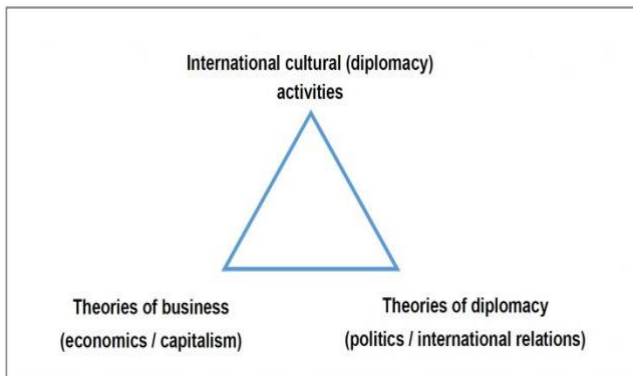 International cultural (diplomacy)
activities
Theories of business
(economics / capitalism)
Theories of diplomacy
(politics / international relations)